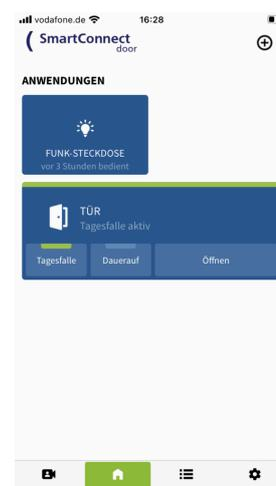 vodafone.de 16:28
SmartConnect
door
ANWENDUNGEN
FUNK-STECKDOSE
vor 3 Stunden bedient
TÜR
Tagesfalle aktiv
Tagesfalle Dauerauf Öffnen